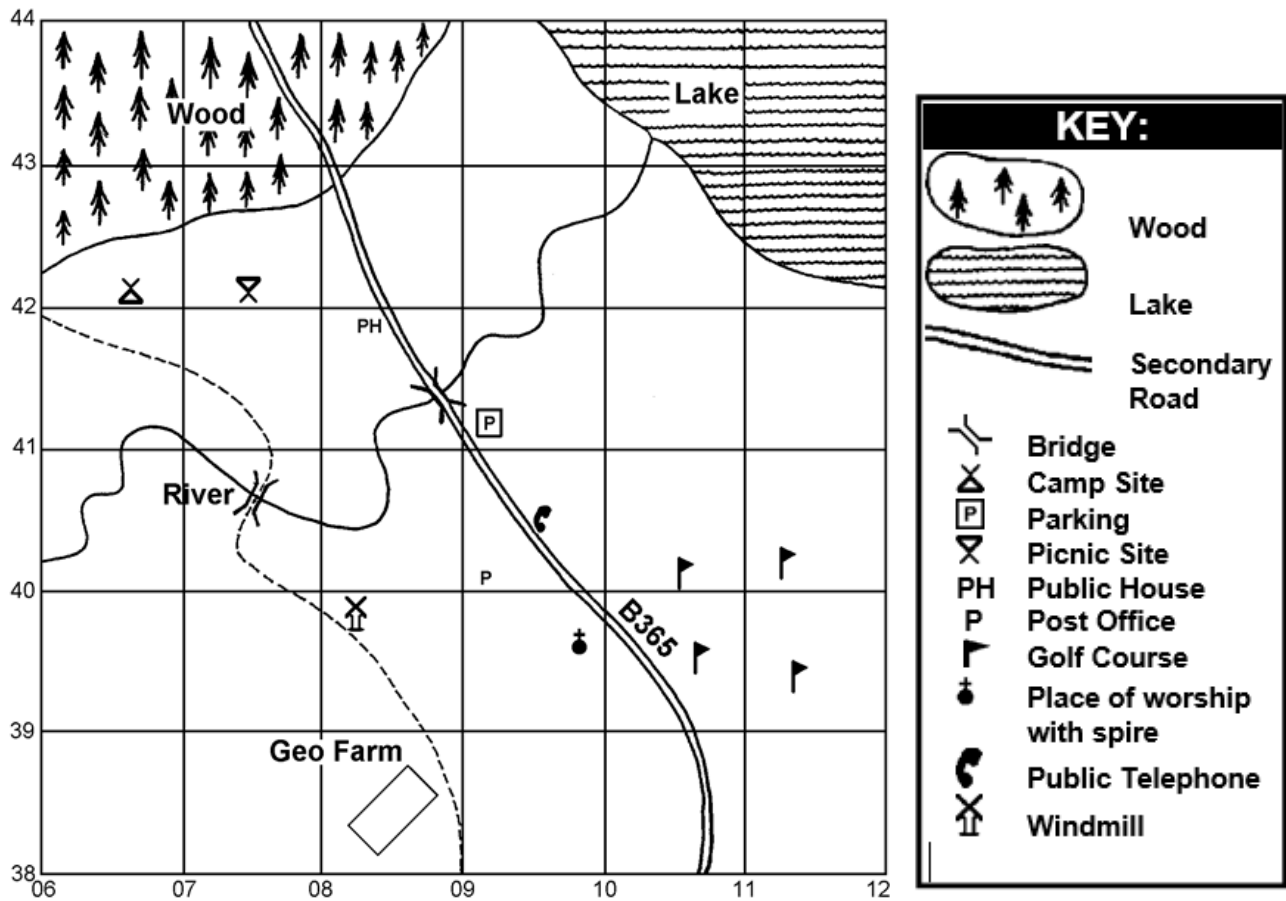 44
43
42
41
40
39
38
06
07
08
09
10
11
12
Wood
Lake
PH
P
River
P
B365
Geo Farm
KEY:
Wood
Lake
Secondary
Road
Bridge
Camp Site
P
Parking
Picnic Site
PH
Public House
P
Post Office
Golf Course
Place of worship
with spire
Public Telephone
Windmill